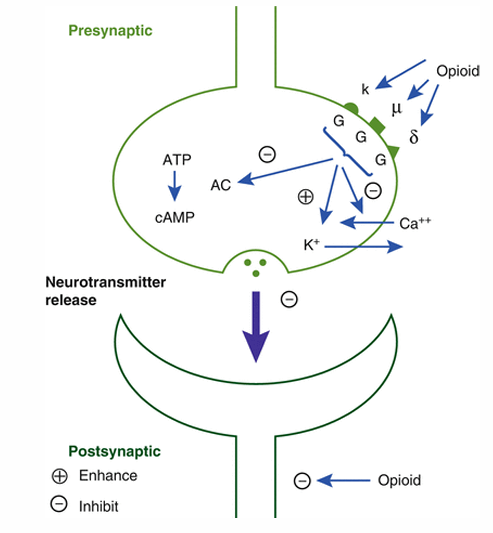 Presynaptic
Opioid
k
μ
δ
G
G
G
ATP
⊖
AC
⊕
⊖
cAMP
Ca⁺⁺
K⁺
Neurotransmitter
release
⊖
Postsynaptic
⊕ Enhance
⊖ Inhibit
⊖
Opioid